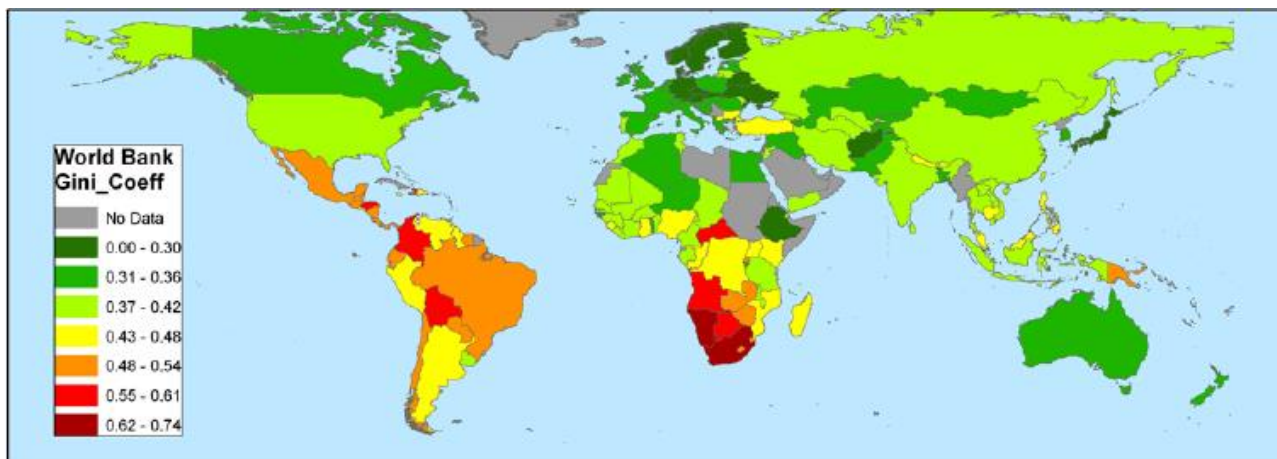 World Bank
Gini_Coeff
No Data
0.00 - 0.30
0.31 - 0.36
0.37 - 0.42
0.43 - 0.48
0.48 - 0.54
0.55 - 0.61
0.62 - 0.74